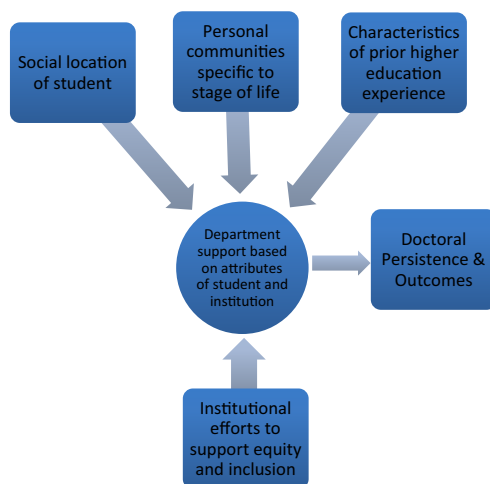 Social location
of student
Personal
communities
specific to
stage of life
Characteristics
of prior higher
education
experience
Department
support based
on attributes
of student and
institution
Doctoral
Persistence &
Outcomes
Institutional
efforts to
support equity
and inclusion